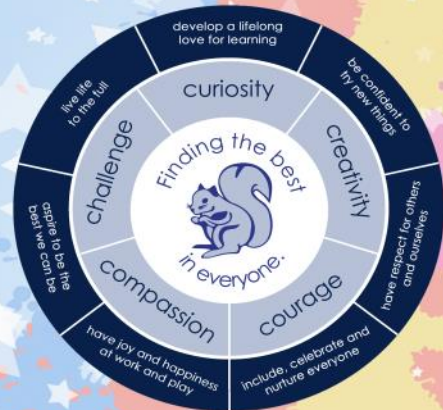 develop a lifelong
love for learning
be confident to
try new things
have respect for others
and ourselves
include, celebrate and
nurture everyone
have joy and happiness
at work and play
aspire to be the
best we can be
live life
to the full
curiosity
creativity
courage
compassion
challenge
Finding the best
in everyone.